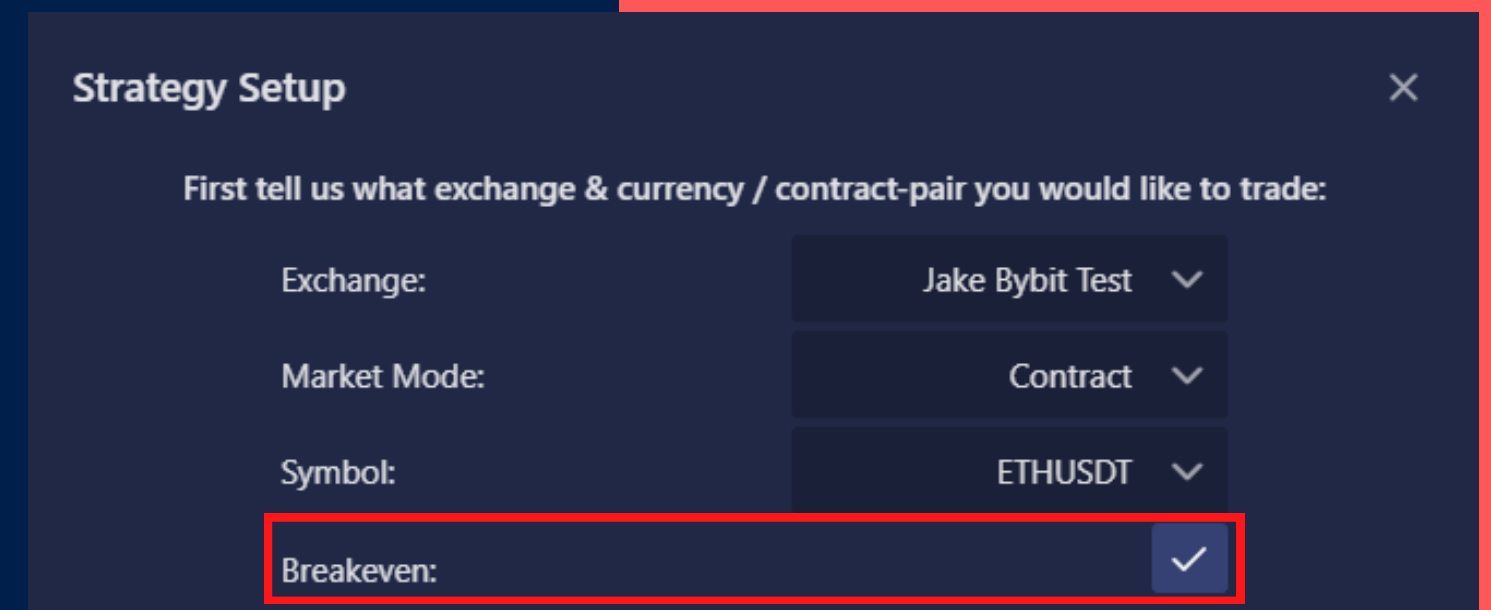 Strategy Setup
First tell us what exchange & currency / contract-pair you would like to trade:
Exchange: Jake Bybit Test
Market Mode: Contract
Symbol: ETHUSDT
Breakeven: